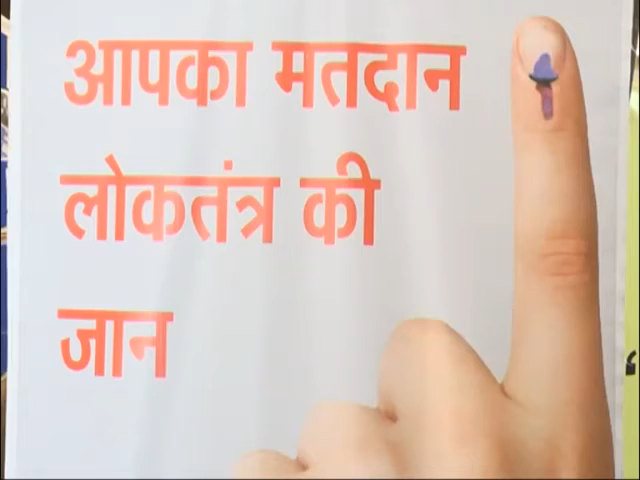 आपका मतदान
लोकतंत्र की
जान